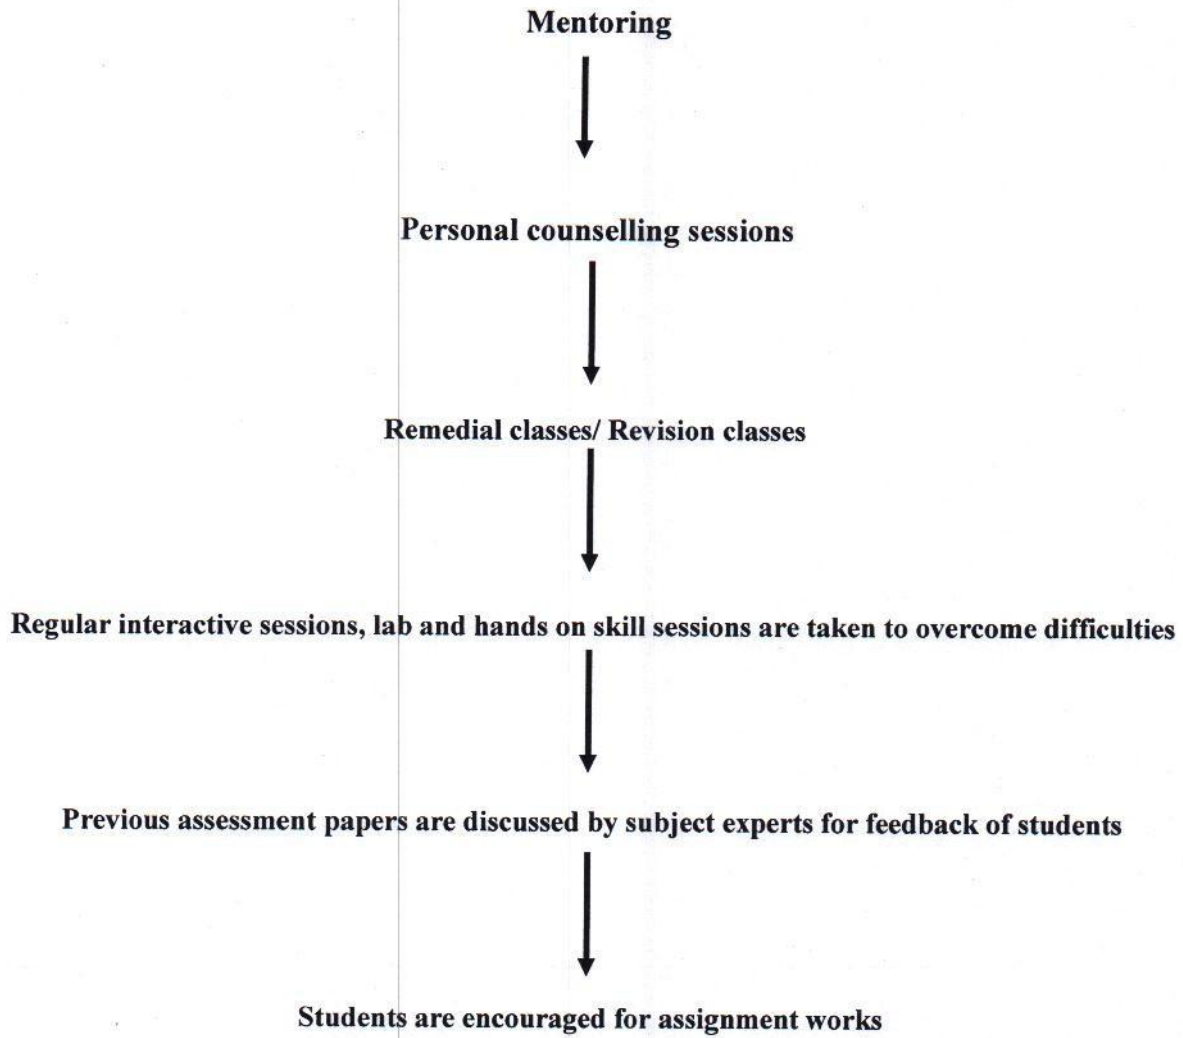 Mentoring
Personal counselling sessions
Remedial classes/ Revision classes
Regular interactive sessions, lab and hands on skill sessions are taken to overcome difficulties
Previous assessment papers are discussed by subject experts for feedback of students
Students are encouraged for assignment works